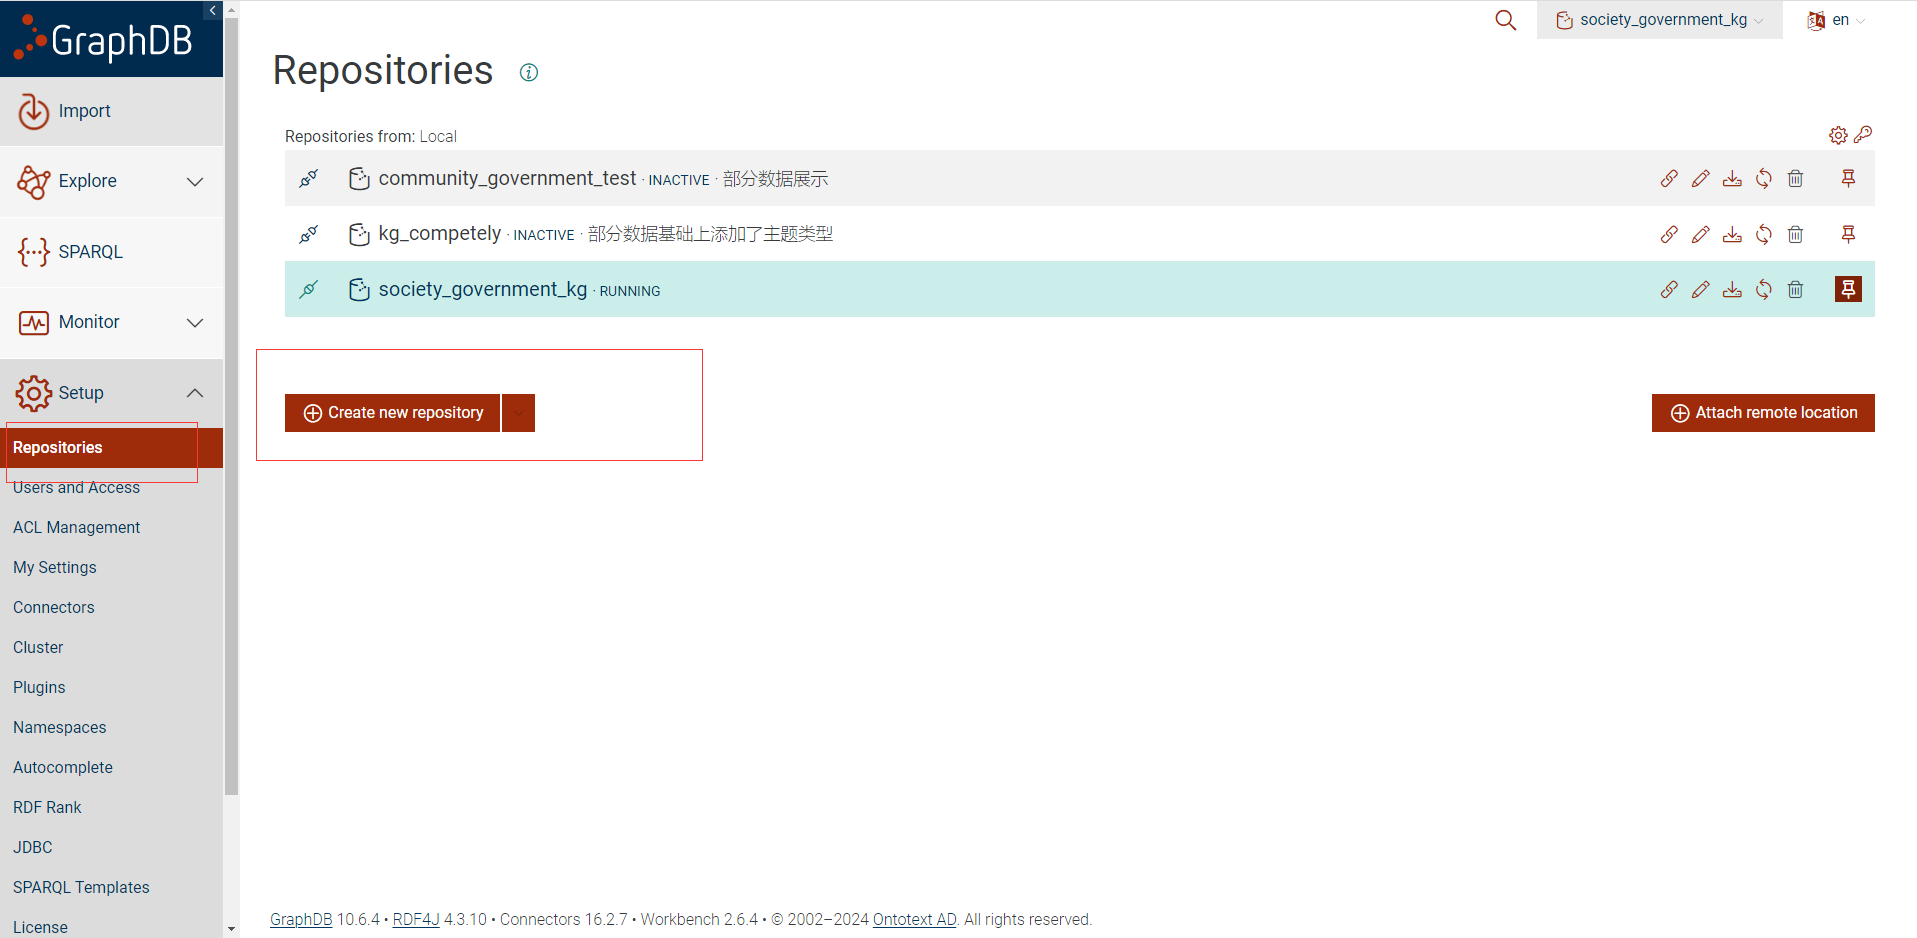 GraphDB
society_government_kg
en
Import
Explore
SPARQL
Monitor
Setup
Repositories
Users and Access
ACL Management
My Settings
Connectors
Cluster
Plugins
Namespaces
Autocomplete
RDF Rank
JDBC
SPARQL Templates
License
Repositories
Repositories from: Local
community_government_test · INACTIVE · 部分数据展示
kg_competely · INACTIVE · 部分数据基础上添加了主题类型
society_government_kg · RUNNING
Create new repository
Attach remote location
GraphDB 10.6.4 • RDF4J 4.3.10 • Connectors 16.2.7 • Workbench 2.6.4 • © 2002–2024 Ontotext AD. All rights reserved.